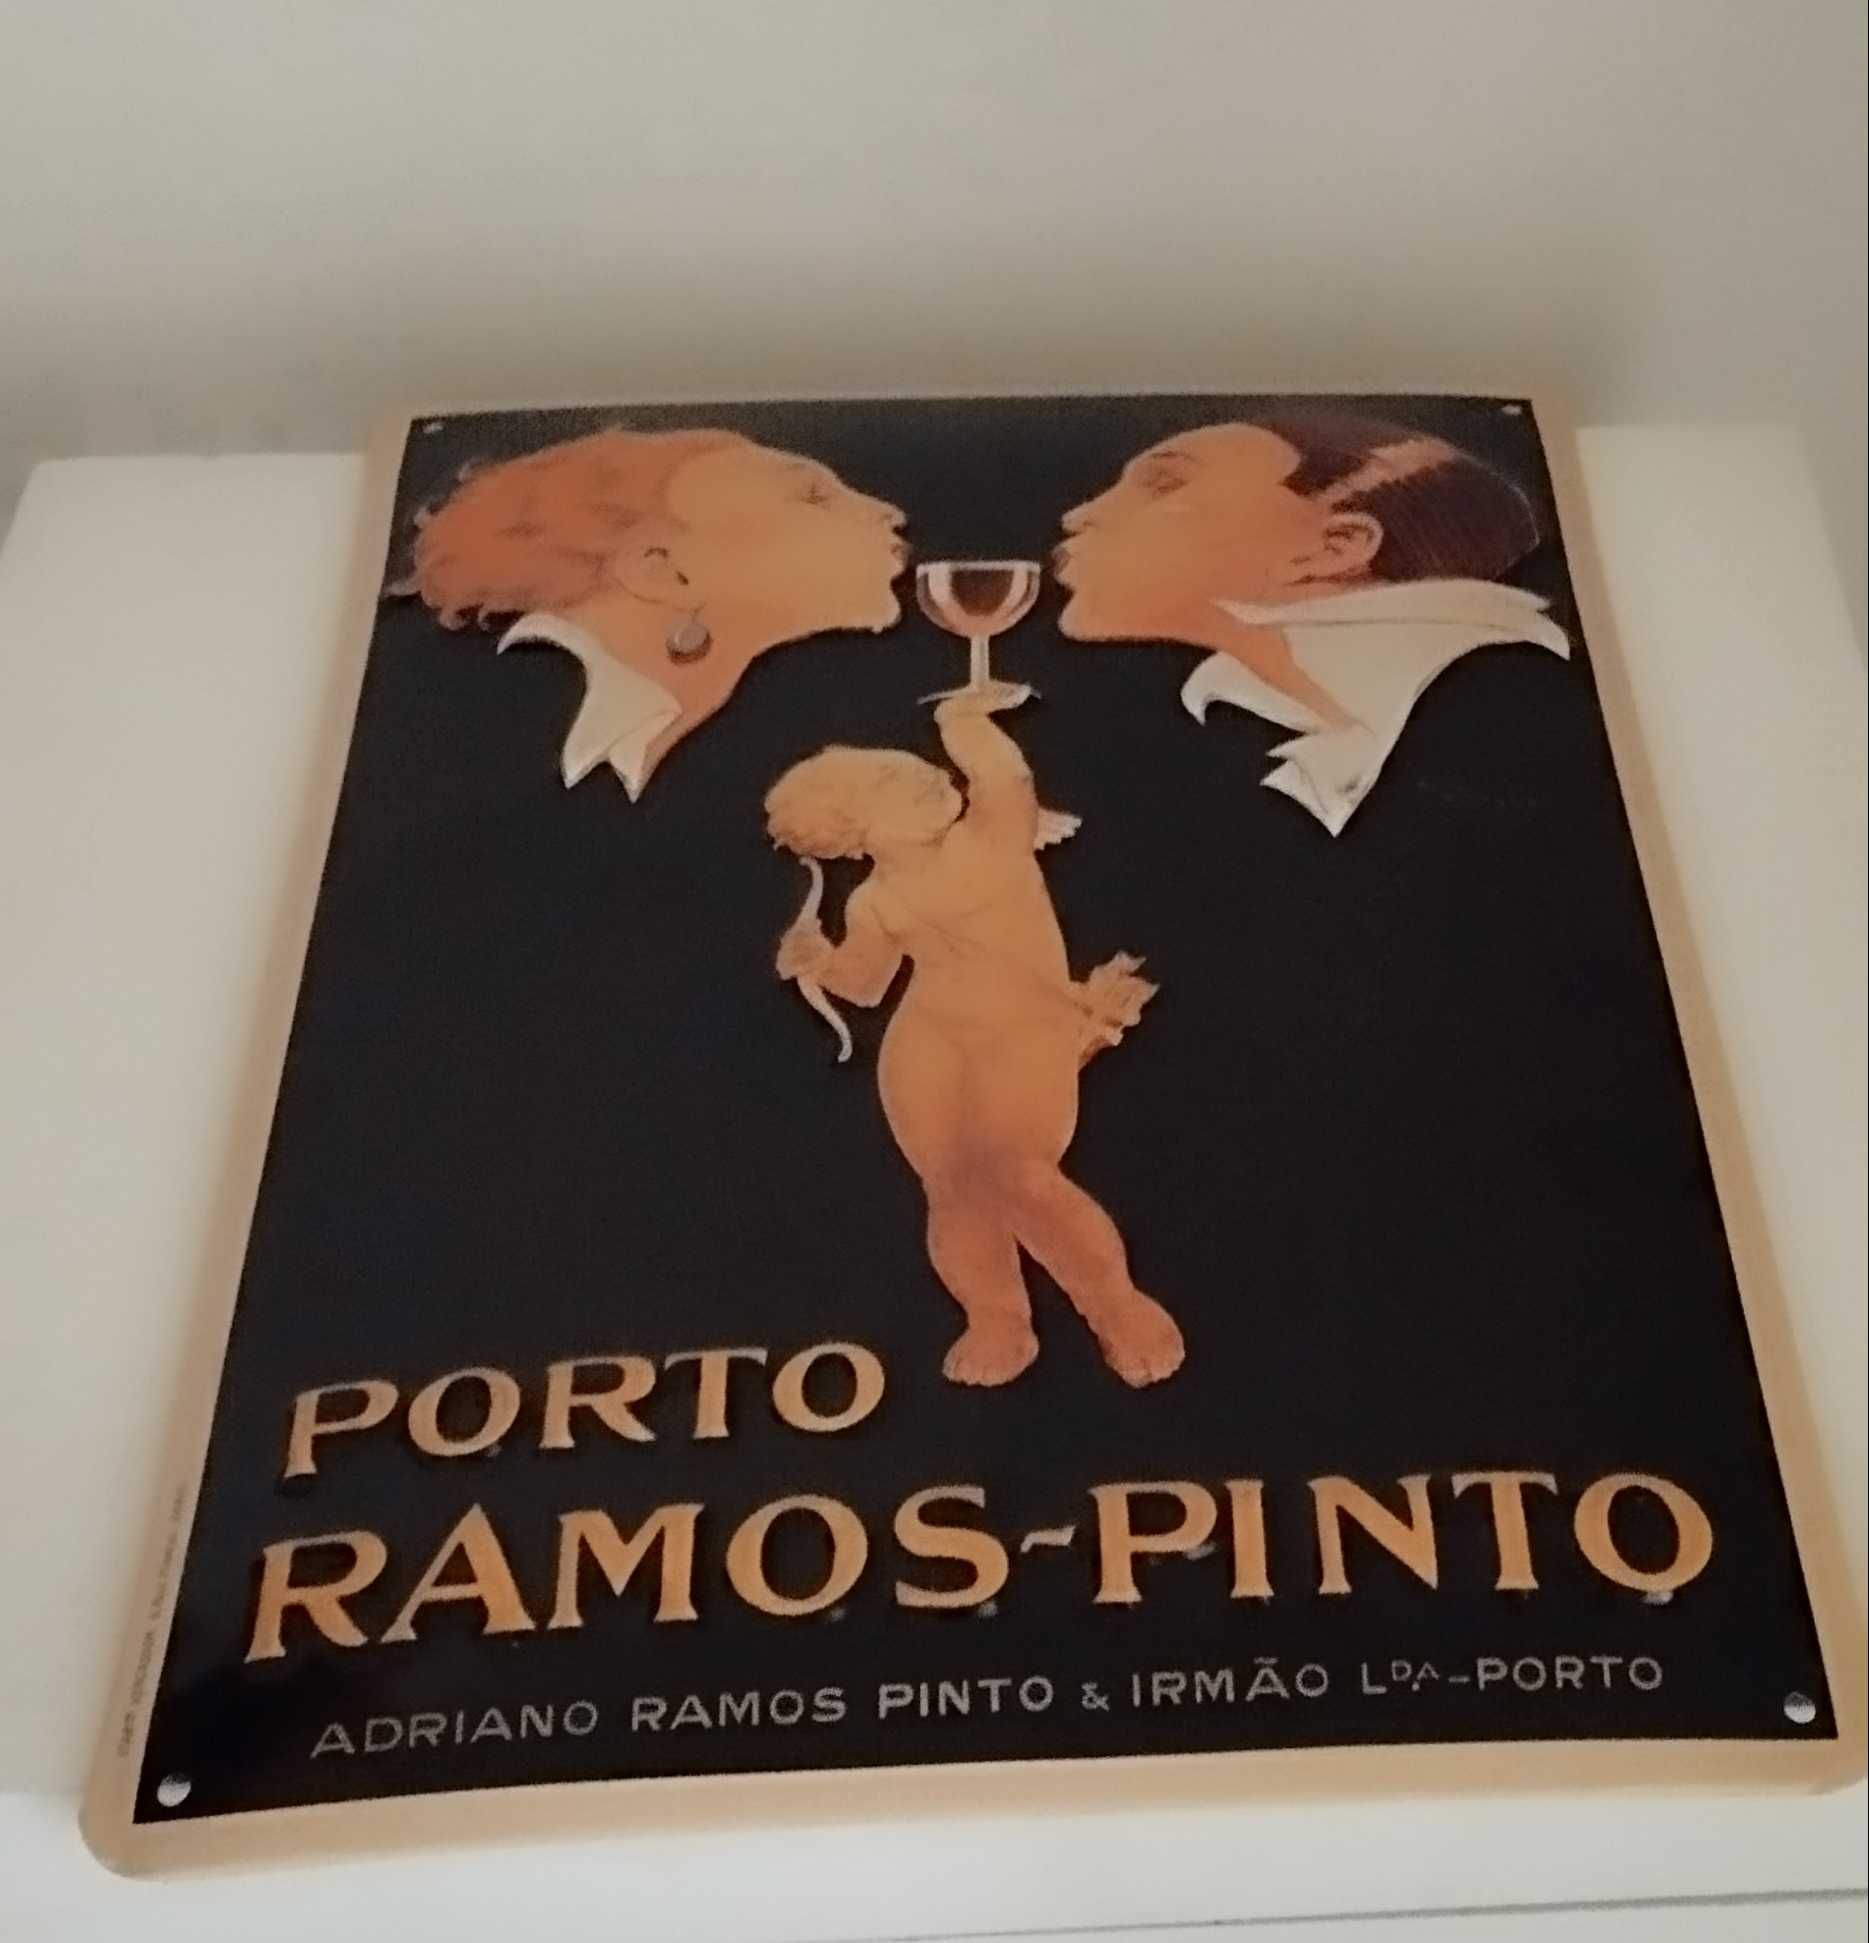 PORTO
RAMOS-PINTO
ADRIANO RAMOS PINTO & IRMÃO LDA-PORTO